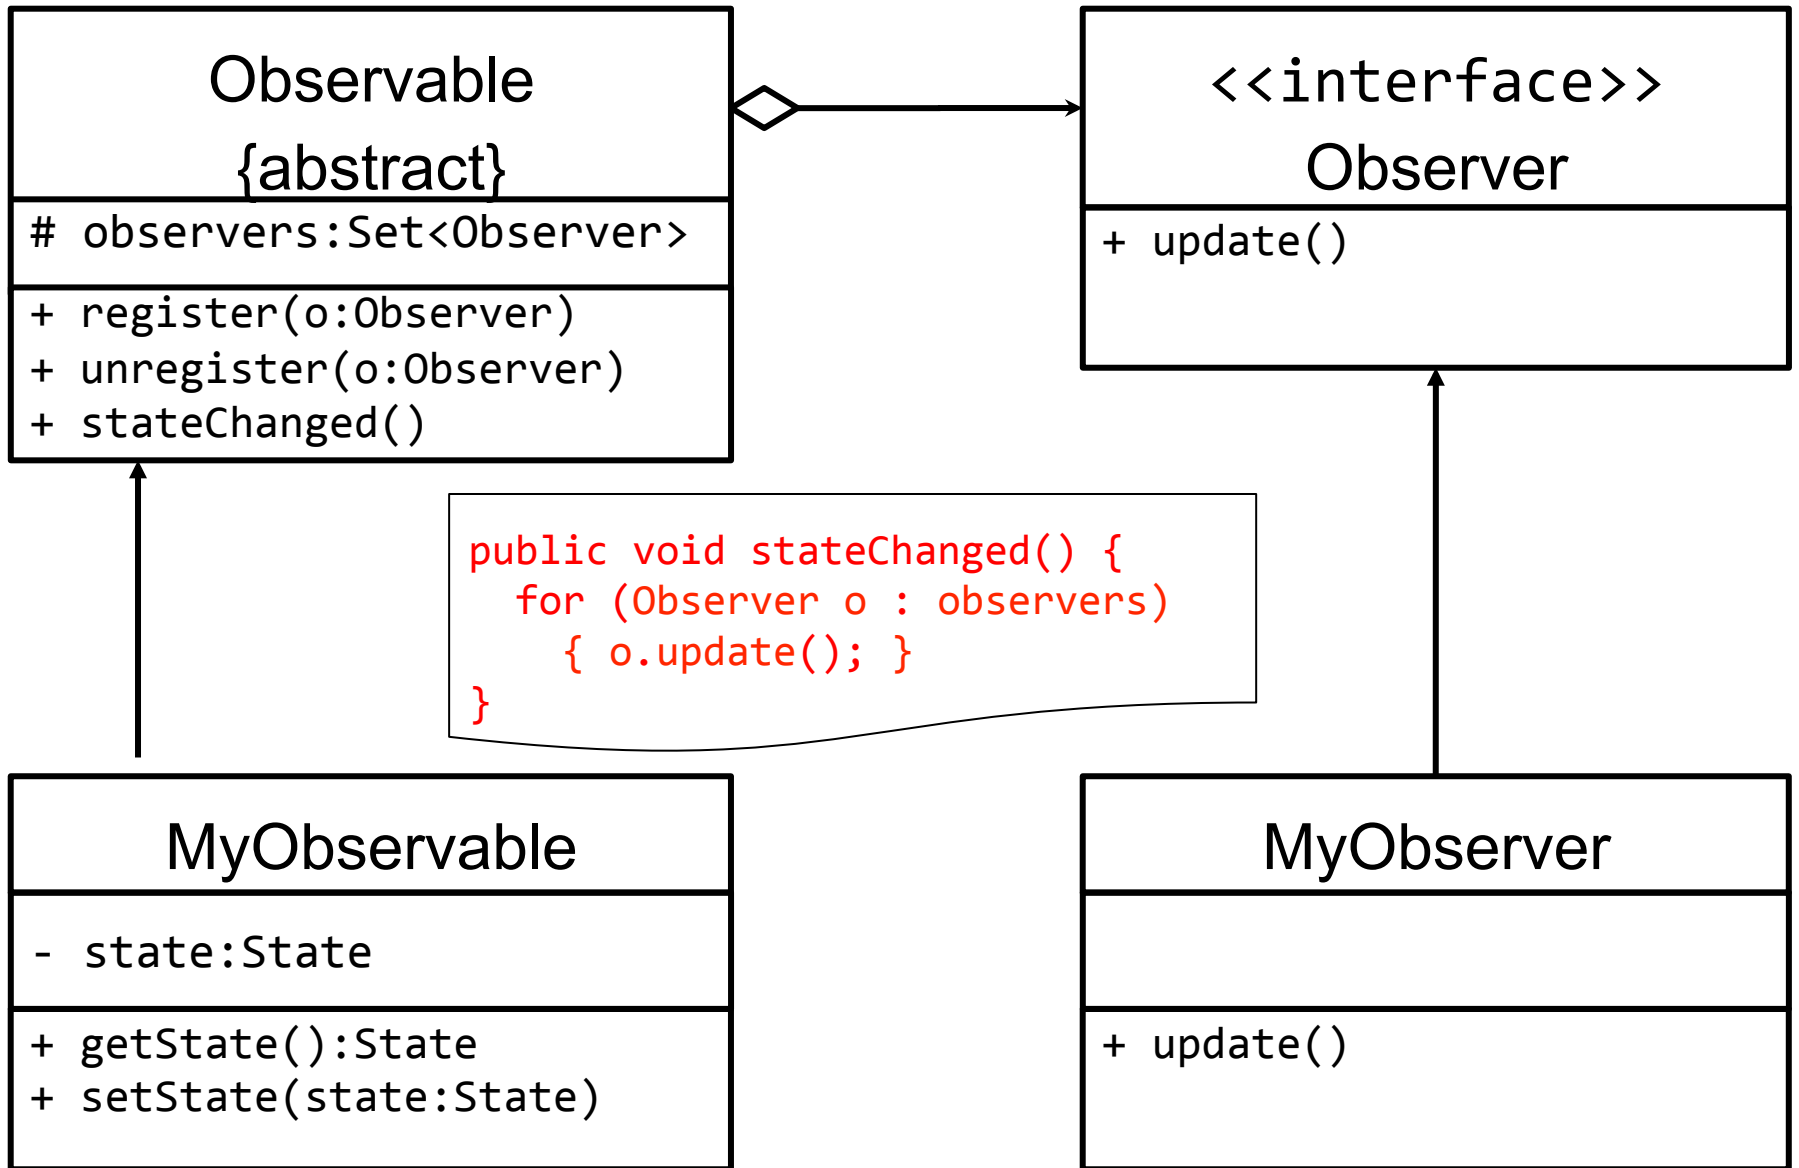 Observable
{abstract}
# observers:Set<Observer>
+ register(o:Observer)
+ unregister(o:Observer)
+ stateChanged()
<<interface>>
Observer
+ update()
public void stateChanged() {
for (Observer o : observers)
{ o.update(); }
}
MyObservable
- state:State
+ getState():State
+ setState(state:State)
MyObserver
+ update()